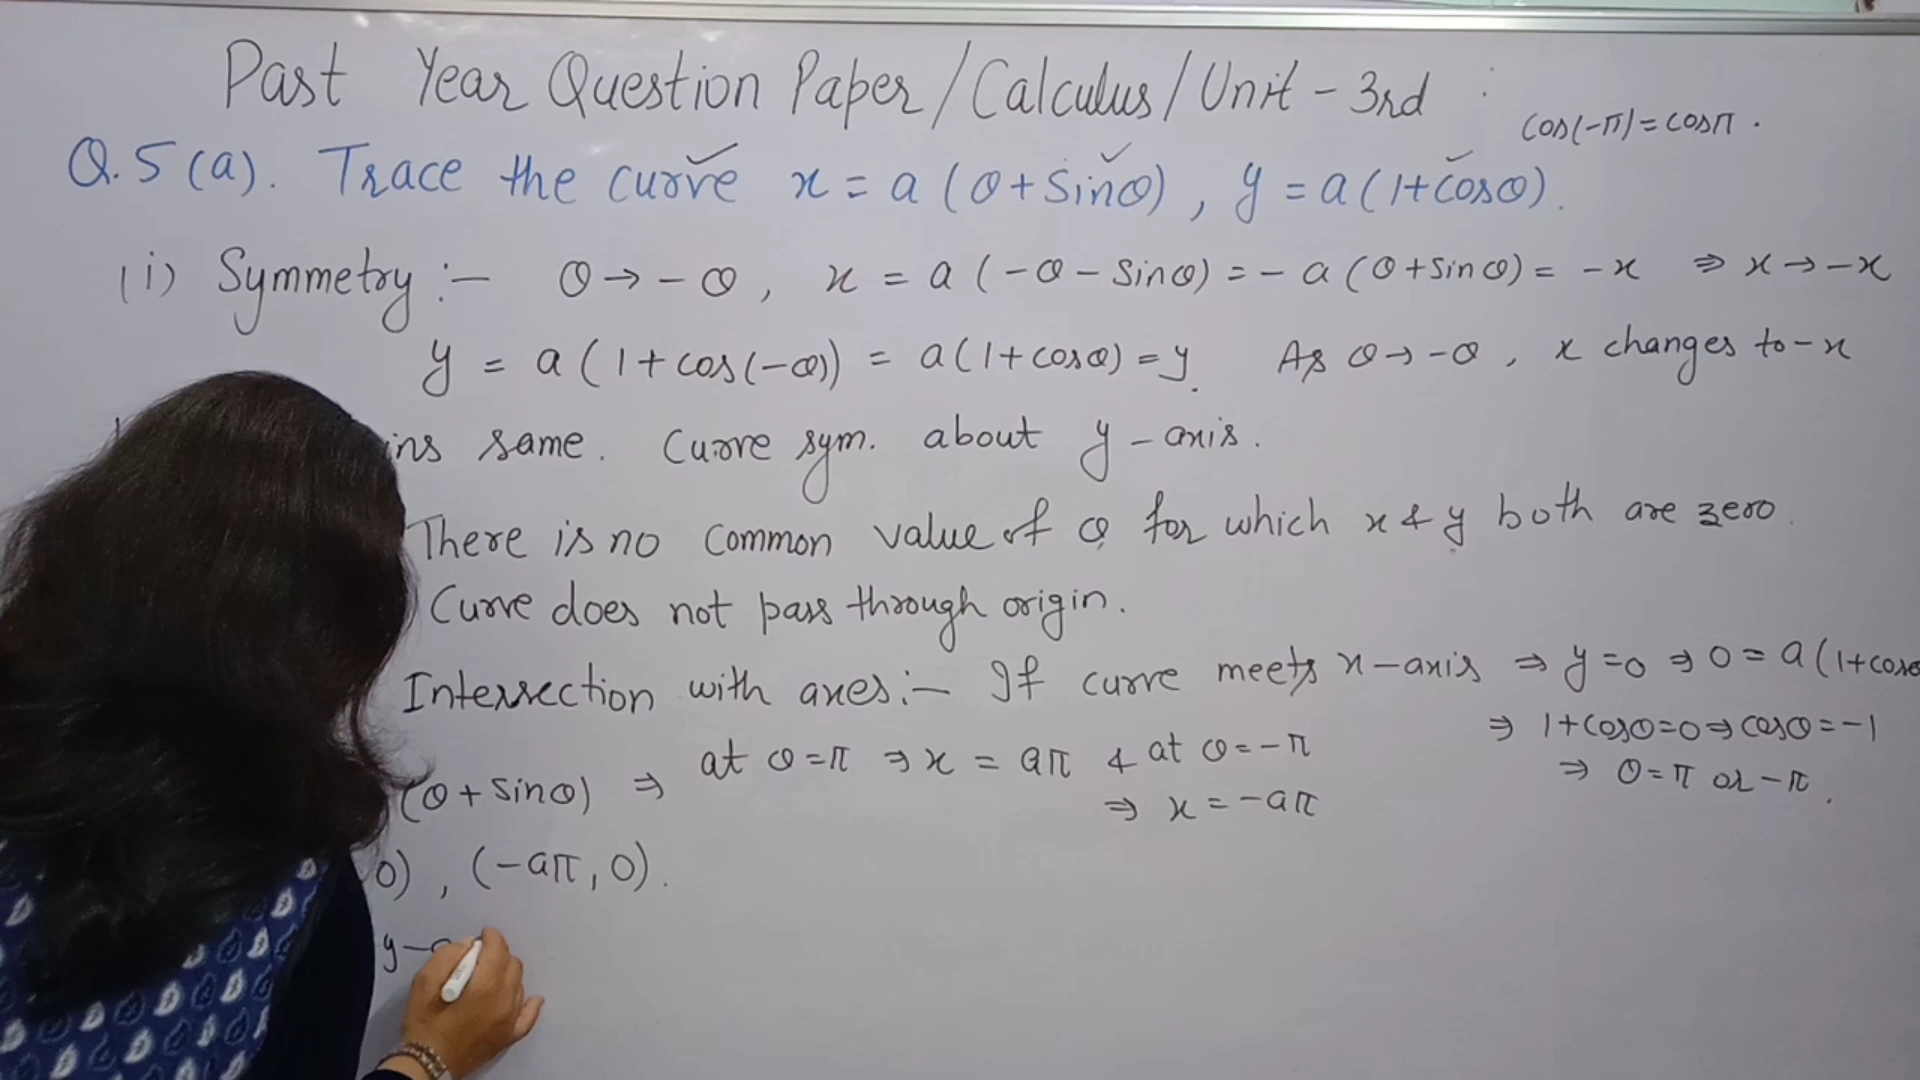 Past Year Question Paper/Calculus/Unit-3rd
cos(-π)=cosπ.
Q.5(a). Trace the curve x = a(θ+Sinθ), y = a(1+cosθ).
(i) Symmetry:- θ→-θ, x = a(-θ-Sinθ) = -a(θ+Sinθ) = -x ⇒ x→-x
y = a(1+cos(-θ)) = a(1+cosθ)=y. As θ→-θ, x changes to -x
same. Curve sym. about y-axis.
There is no common value of θ for which x & y both are zero.
Curve does not pass through origin.
Intersection with axes:- If curve meets x-axis ⇒ y=0 ⇒ 0 = a(1+cosθ
⇒ 1+cosθ=0 ⇒ cosθ=-1
⇒ θ=π or -π.
(θ+sinθ) ⇒ at θ=π ⇒ x = aπ & at θ=-π
⇒ x = -aπ
0), (-aπ, 0).
y-